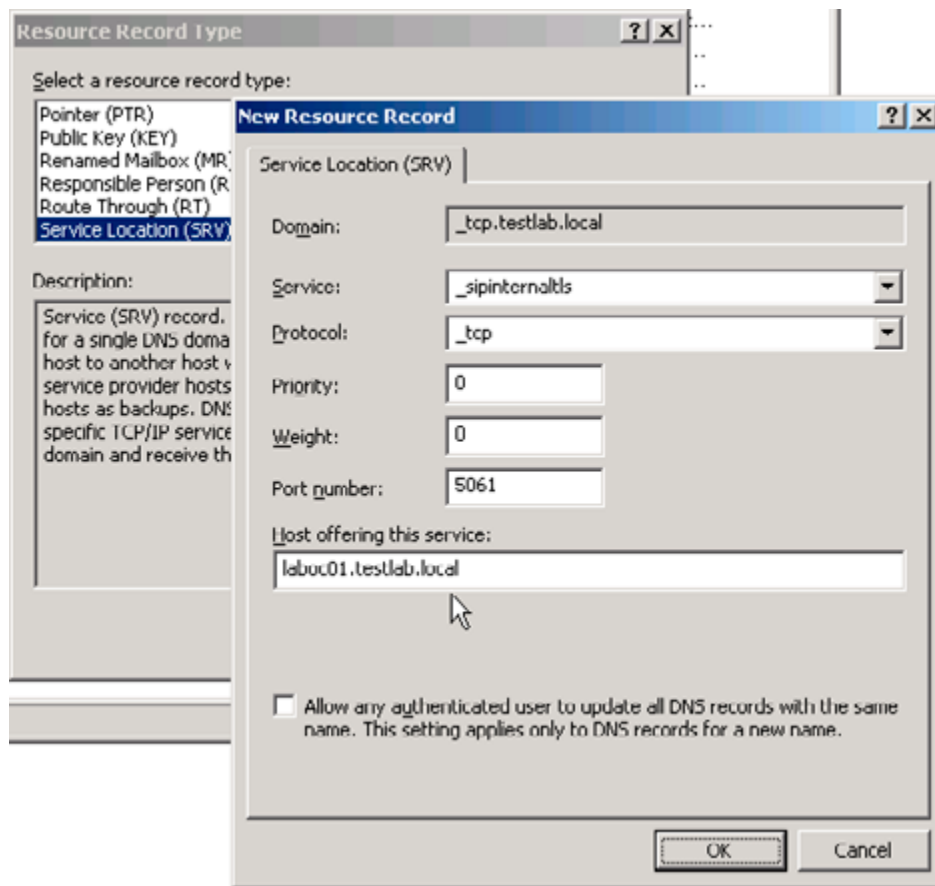 Resource Record Type
Select a resource record type:
Pointer (PTR)
Public Key (KEY)
Renamed Mailbox (MR)
Responsible Person (R
Route Through (RT)
Service Location (SRV)
Description:
Service (SRV) record.
for a single DNS doma
host to another host
service provider hosts
hosts as backups. DNS
specific TCP/IP service
domain and receive th
New Resource Record
Service Location (SRV)
Domain: _tcp.testlab.local
Service: _sipinternaltls
Protocol: _tcp
Priority: 0
Weight: 0
Port number: 5061
Host offering this service:
laboc01.testlab.local
Allow any authenticated user to update all DNS records with the same
name. This setting applies only to DNS records for a new name.
OK Cancel